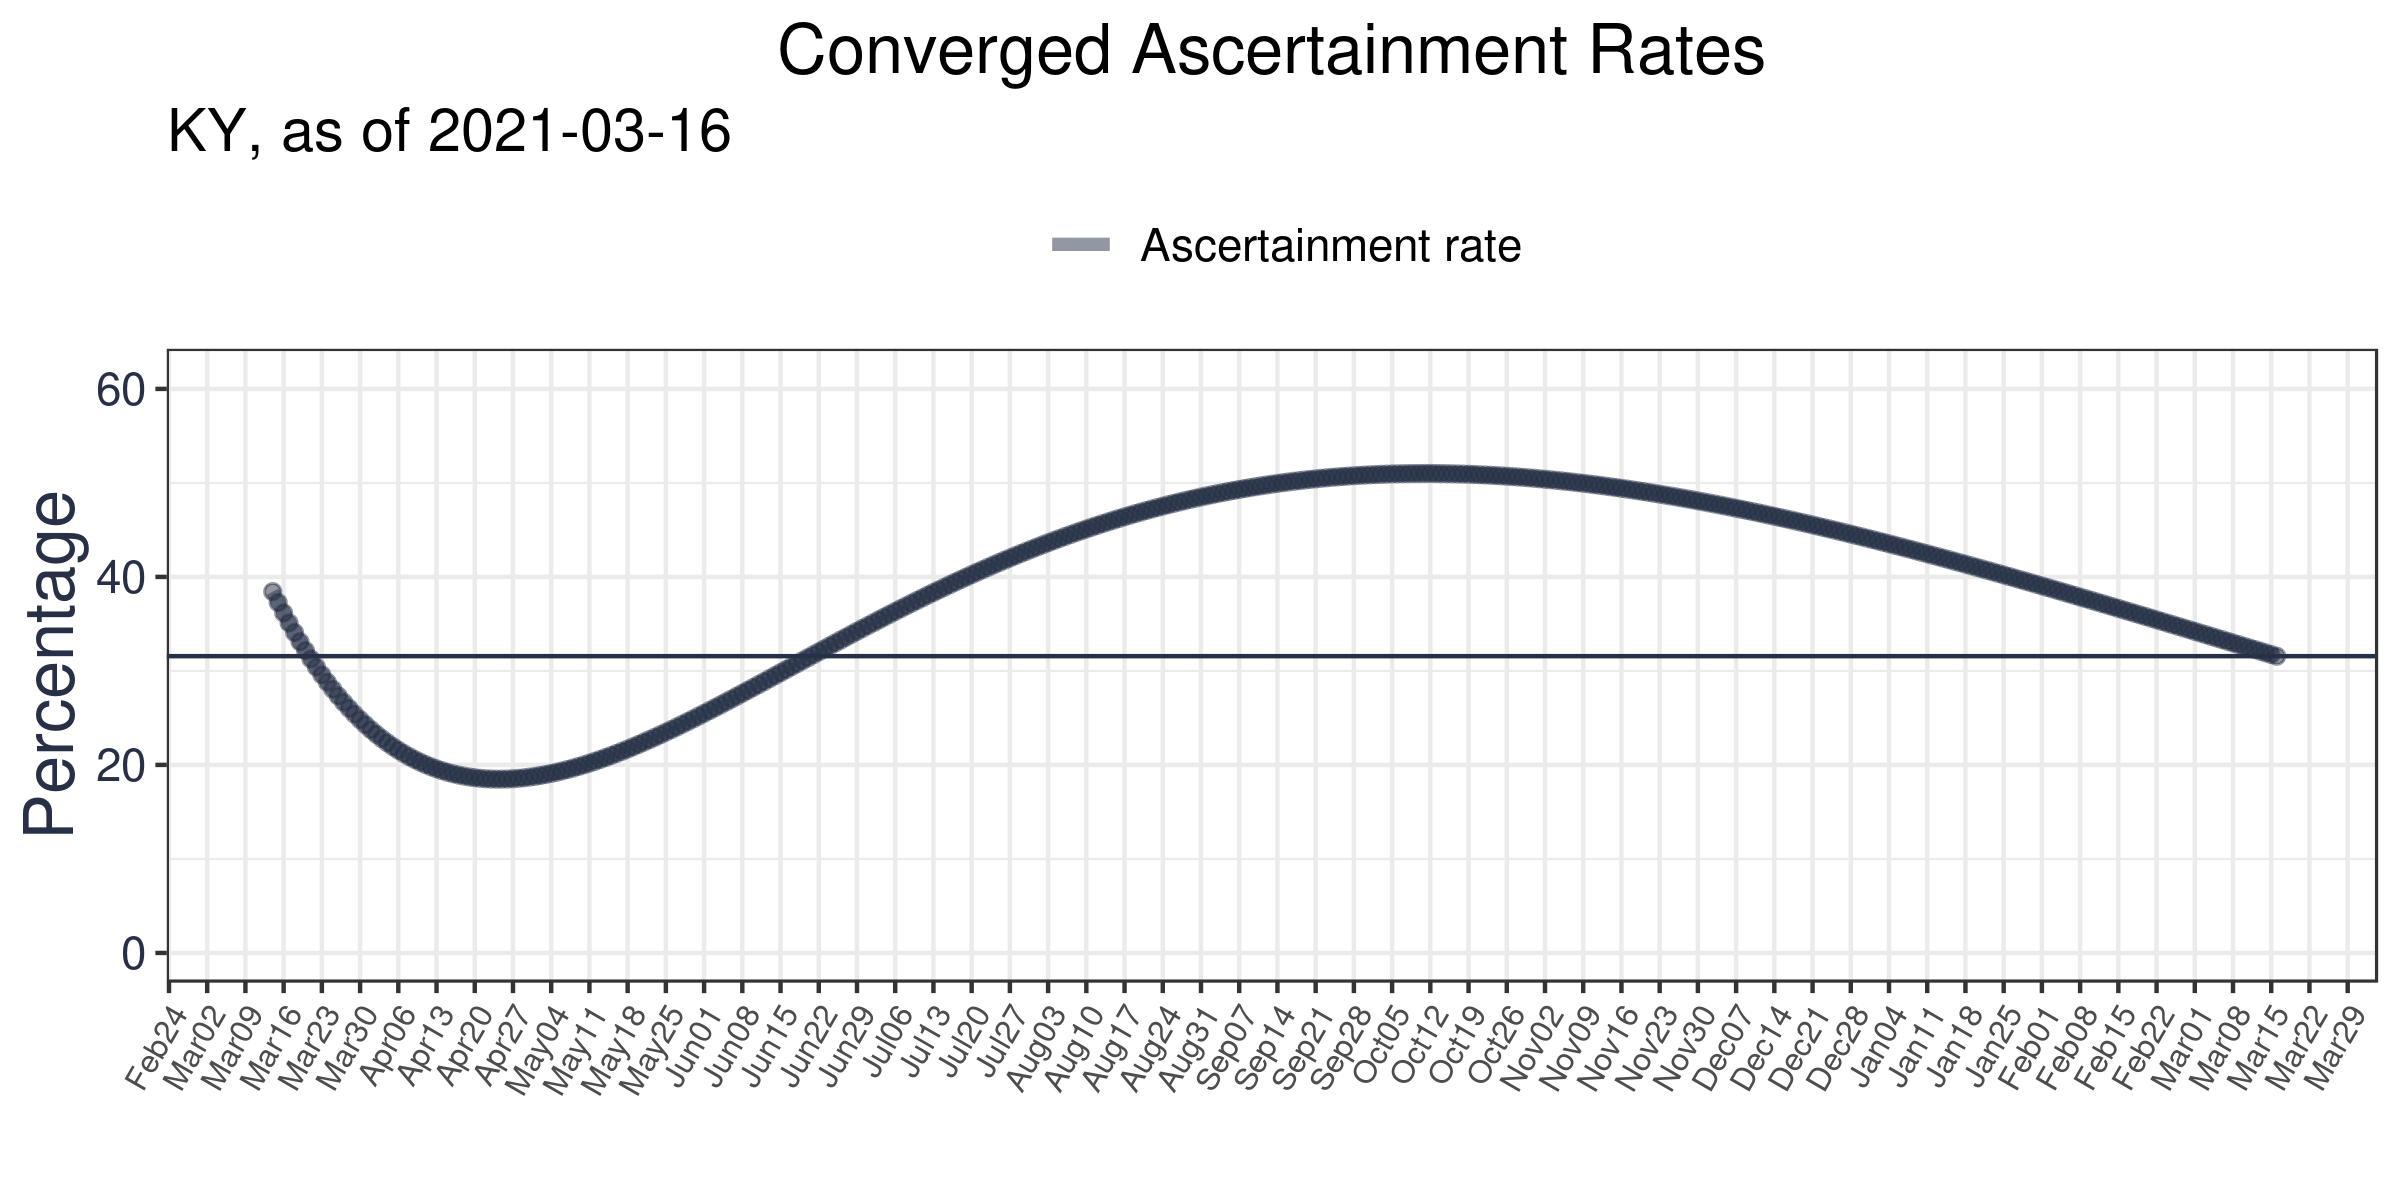 Converged Ascertainment Rates
KY, as of 2021-03-16
Ascertainment rate
Percentage
60
40
20
0
Feb24
Mar02
Mar09
Mar16
Mar23
Mar30
Apr06
Apr13
Apr20
Apr27
May04
May11
May18
May25
Jun01
Jun08
Jun15
Jun22
Jun29
Jul06
Jul13
Jul20
Jul27
Aug03
Aug10
Aug17
Aug24
Aug31
Sep07
Sep14
Sep21
Sep28
Oct05
Oct12
Oct19
Oct26
Nov02
Nov09
Nov16
Nov23
Nov30
Dec07
Dec14
Dec21
Dec28
Jan04
Jan11
Jan18
Jan25
Feb01
Feb08
Feb15
Feb22
Mar01
Mar08
Mar15
Mar22
Mar29